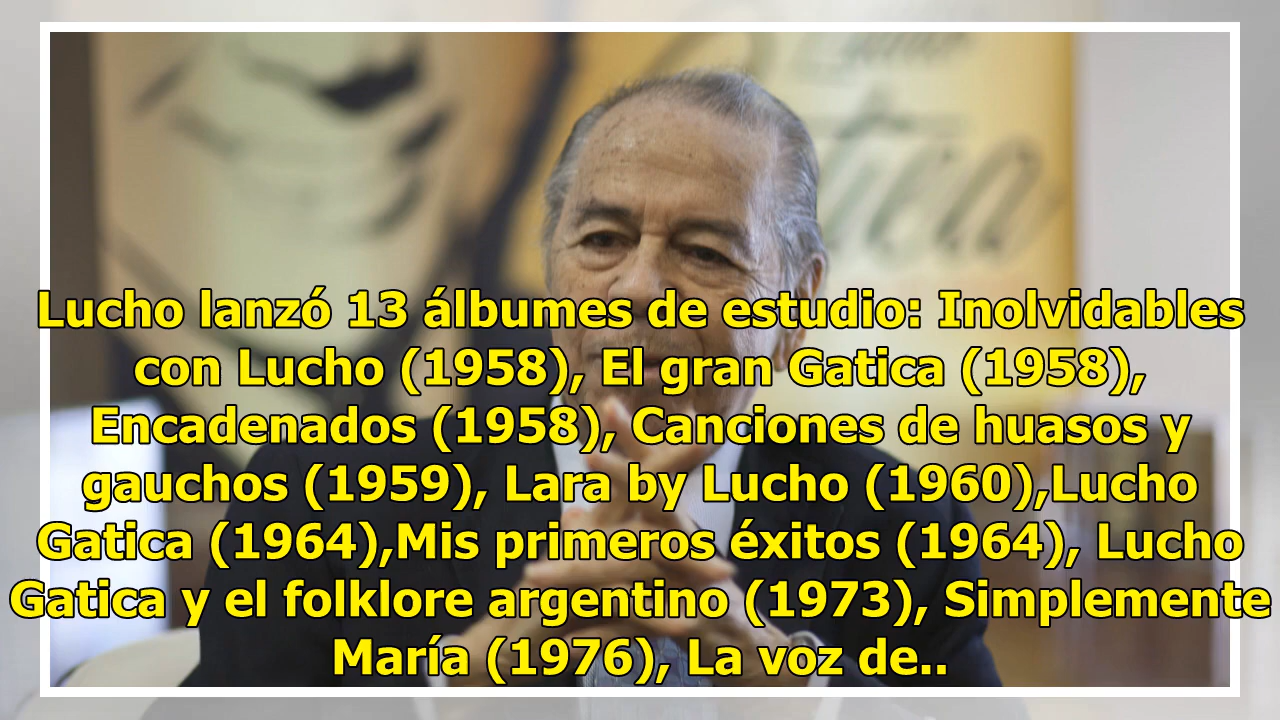 Lucho lanzó 13 álbumes de estudio: Inolvidables
con Lucho (1958), El gran Gatica (1958),
Encadenados (1958), Canciones de huasos y
gauchos (1959), Lara by Lucho (1960),Lucho
Gatica (1964),Mis primeros éxitos (1964), Lucho
Gatica y el folklore argentino (1973), Simplemente
María (1976), La voz de..